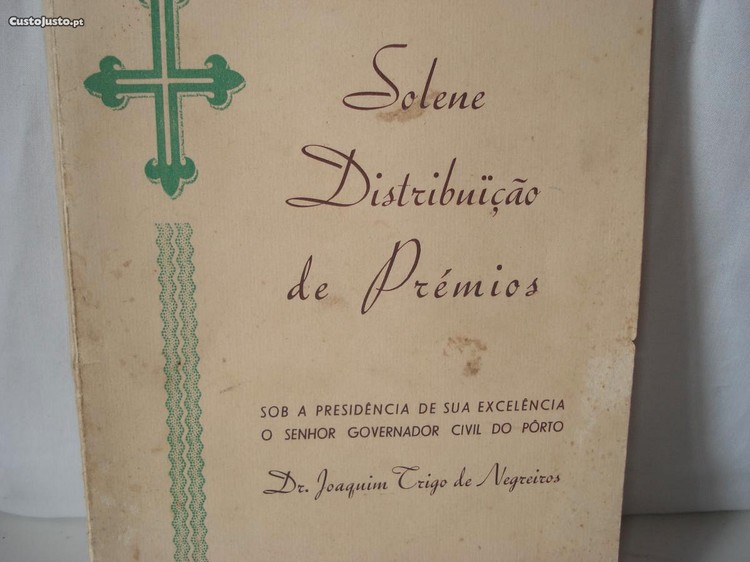 CustoJusto.pt
Solene
Distribuïção
de Prémios
SOB A PRESIDÊNCIA DE SUA EXCELÊNCIA
O SENHOR GOVERNADOR CIVIL DO PÔRTO
Dr. Joaquim Trigo de Negreiros